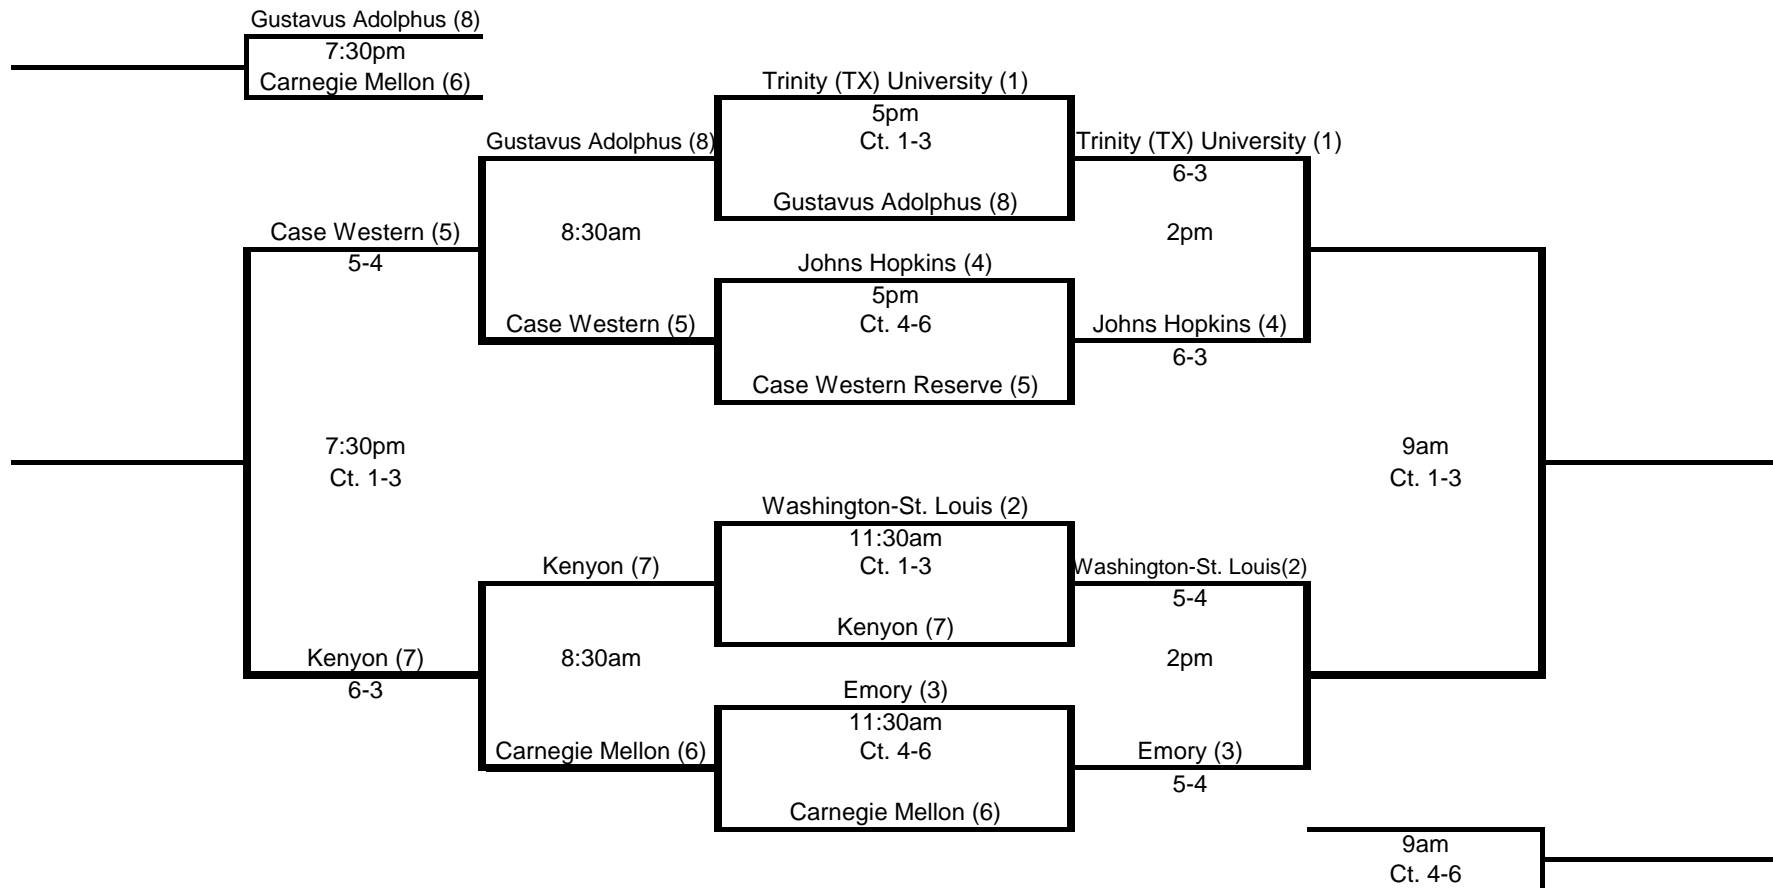 Gustavus Adolphus (8)
7:30pm
Carnegie Mellon (6)
Trinity (TX) University (1)
5pm
Ct. 1-3
Gustavus Adolphus (8)
Trinity (TX) University (1)
6-3
Gustavus Adolphus (8)
Case Western (5)
8:30am
2pm
5-4
Johns Hopkins (4)
5pm
Ct. 4-6
Case Western (5)
Johns Hopkins (4)
6-3
Case Western Reserve (5)
7:30pm
Ct. 1-3
9am
Ct. 1-3
Washington-St. Louis (2)
11:30am
Ct. 1-3
Kenyon (7)
Washington-St. Louis(2)
5-4
Kenyon (7)
Kenyon (7)
8:30am
2pm
6-3
Emory (3)
11:30am
Ct. 4-6
Carnegie Mellon (6)
Emory (3)
5-4
Carnegie Mellon (6)
9am
Ct. 4-6